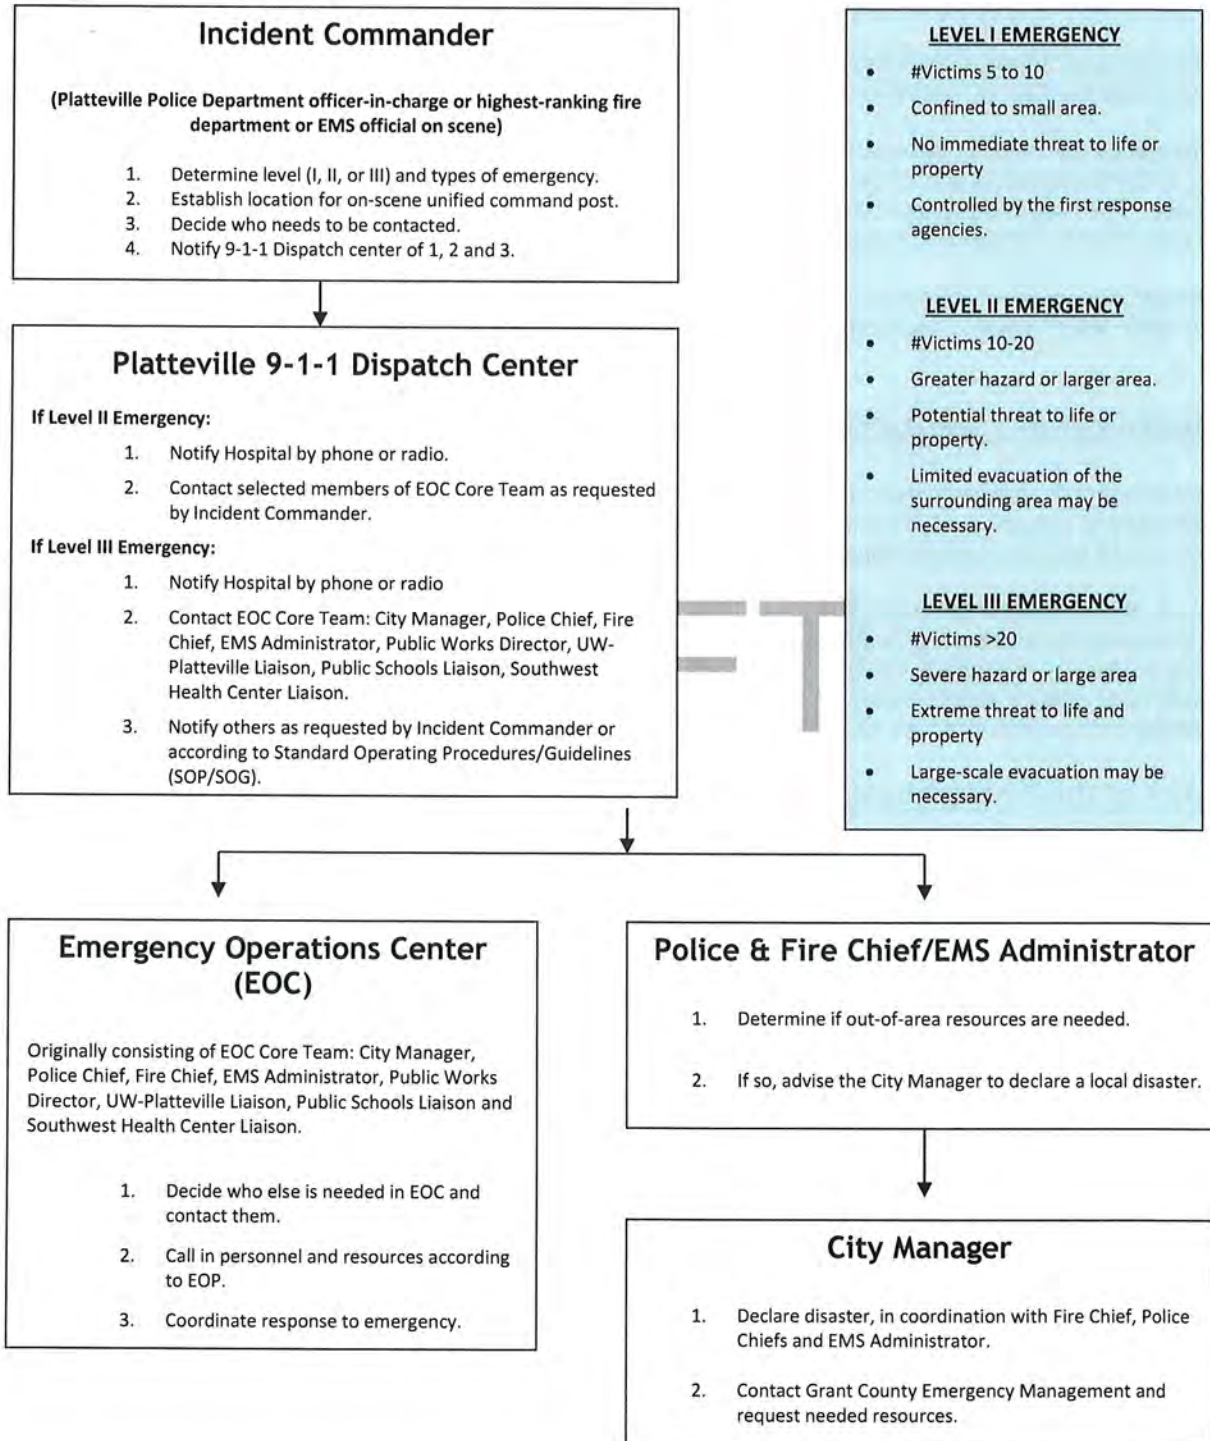 Incident Commander
(Platteville Police Department officer-in-charge or highest-ranking fire
department or EMS official on scene)
1. Determine level (I, II, or III) and types of emergency.
2. Establish location for on-scene unified command post.
3. Decide who needs to be contacted.
4. Notify 9-1-1 Dispatch center of 1, 2 and 3.
Platteville 9-1-1 Dispatch Center
If Level II Emergency:
1. Notify Hospital by phone or radio.
2. Contact selected members of EOC Core Team as requested
by Incident Commander.
If Level III Emergency:
1. Notify Hospital by phone or radio
2. Contact EOC Core Team: City Manager, Police Chief, Fire
Chief, EMS Administrator, Public Works Director, UW-
Platteville Liaison, Public Schools Liaison, Southwest
Health Center Liaison.
3. Notify others as requested by Incident Commander or
according to Standard Operating Procedures/Guidelines
(SOP/SOG).
LEVEL I EMERGENCY
• #Victims 5 to 10
• Confined to small area.
• No immediate threat to life or
property
• Controlled by the first response
agencies.
LEVEL II EMERGENCY
• #Victims 10-20
• Greater hazard or larger area.
• Potential threat to life or
property.
• Limited evacuation of the
surrounding area may be
necessary.
LEVEL III EMERGENCY
• #Victims >20
• Severe hazard or large area
• Extreme threat to life and
property
• Large-scale evacuation may be
necessary.
Emergency Operations Center
(EOC)
Originally consisting of EOC Core Team: City Manager,
Police Chief, Fire Chief, EMS Administrator, Public Works
Director, UW-Platteville Liaison, Public Schools Liaison and
Southwest Health Center Liaison.
1. Decide who else is needed in EOC and
contact them.
2. Call in personnel and resources according
to EOP.
3. Coordinate response to emergency.
Police & Fire Chief/EMS Administrator
1. Determine if out-of-area resources are needed.
2. If so, advise the City Manager to declare a local disaster.
City Manager
1. Declare disaster, in coordination with Fire Chief, Police
Chiefs and EMS Administrator.
2. Contact Grant County Emergency Management and
request needed resources.